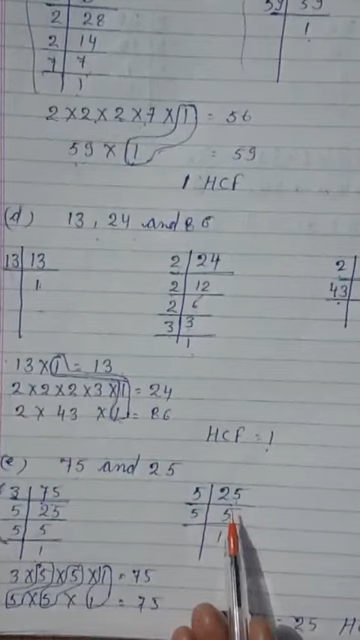 2 | 28
2 | 14
7 | 7
1
59 59
1
2 × 2 × 2 × 7 × 1 = 56
59 × 1 = 59
1 HCF
(d) 13, 24 and 86
13 | 13
1
2 | 24
2 | 12
2 | 6
3 | 3
1
2
43
13 × 1 = 13
2 × 2 × 2 × 3 × 1 = 24
2 × 43 × 1 = 86
HCF = 1
(e) 75 and 25
3 | 75
5 | 25
5 | 5
1
5 | 25
5 | 5
1
3 × 5 × 5 × 1 = 75
5 × 5 × 1 = 75
= 25 H